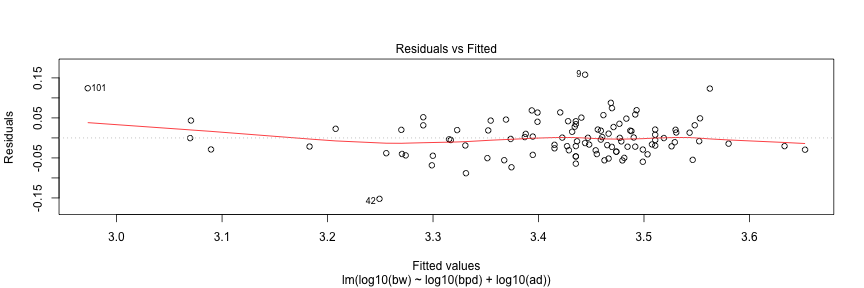 Residuals vs Fitted
Residuals
0.15
0.05
-0.05
-0.15
101
9
42
3.0 3.1 3.2 3.3 3.4 3.5 3.6
Fitted values
lm(log10(bw) ~ log10(bpd) + log10(ad))